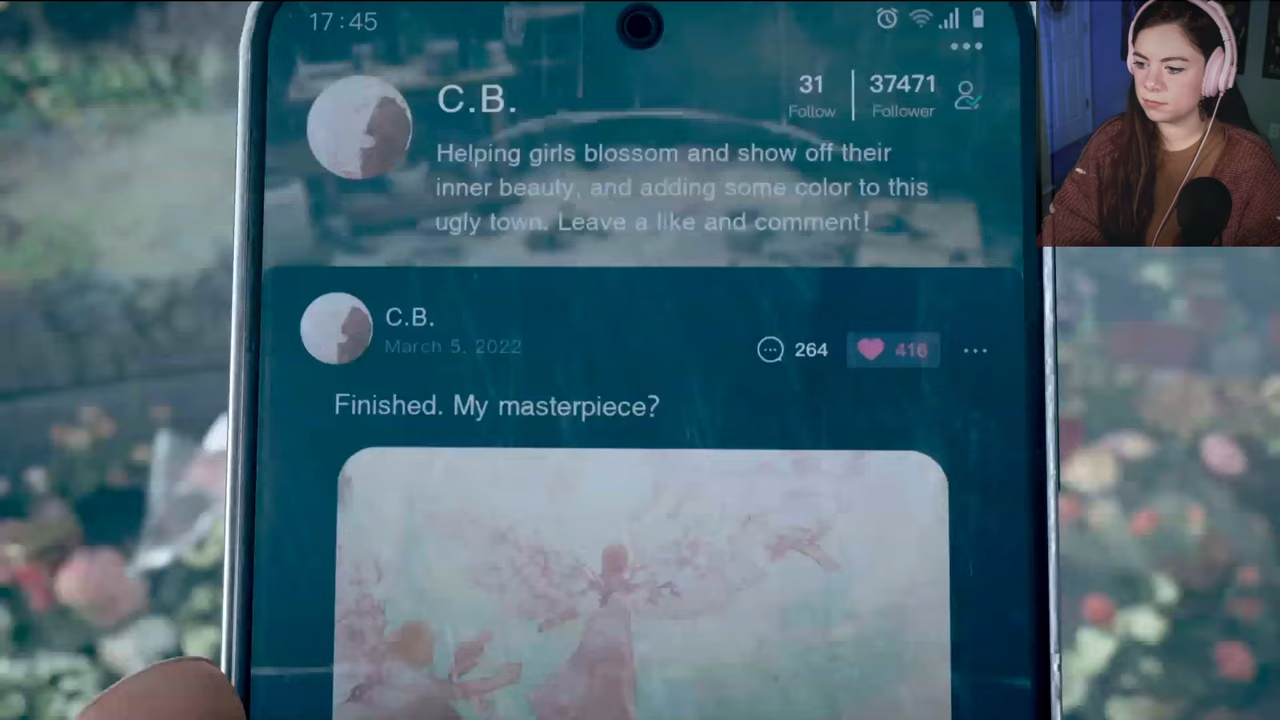 17:45
C.B.
31
Follow
37471
Follower
Helping girls blossom and show off their
inner beauty, and adding some color to this
ugly town. Leave a like and comment!
C.B.
March 5, 2022
264
416
Finished. My masterpiece?